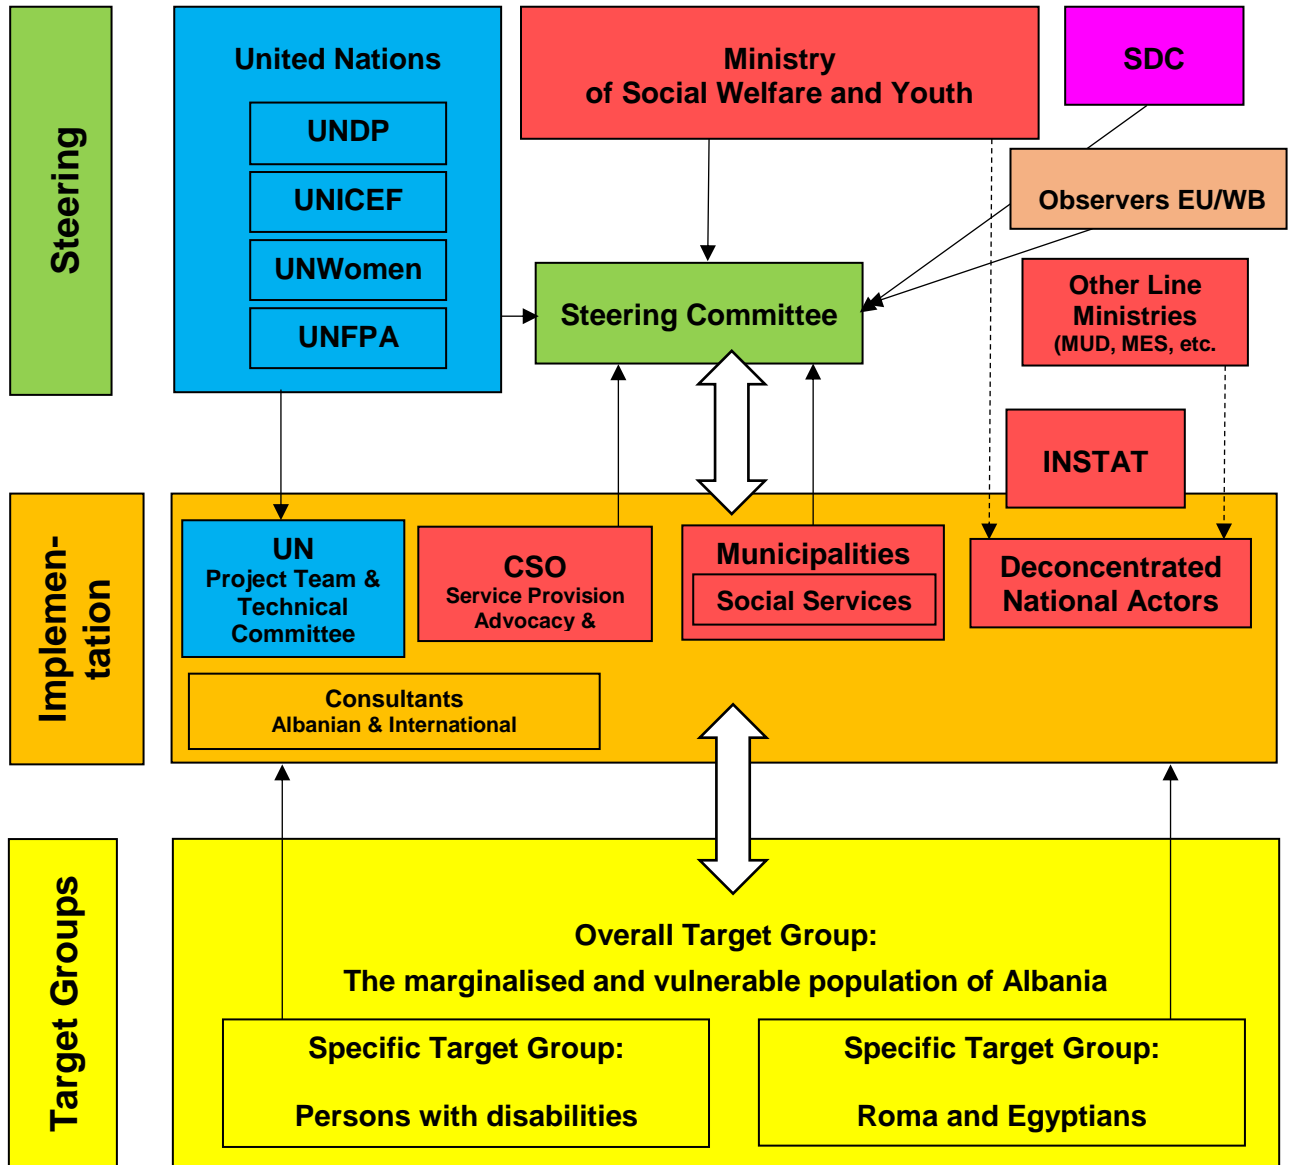 Steering
United Nations
UNDP
UNICEF
UNWomen
UNFPA
Ministry
of Social Welfare and Youth
SDC
Observers EU/WB
Steering Committee
Other Line
Ministries
(MUD, MES, etc.
INSTAT
Implemen-
tation
UN
Project Team &
Technical
Committee
CSO
Service Provision
Advocacy &
Municipalities
Social Services
Deconcentrated
National Actors
Consultants
Albanian & International
Target Groups
Overall Target Group:
The marginalised and vulnerable population of Albania
Specific Target Group:
Persons with disabilities
Specific Target Group:
Roma and Egyptians